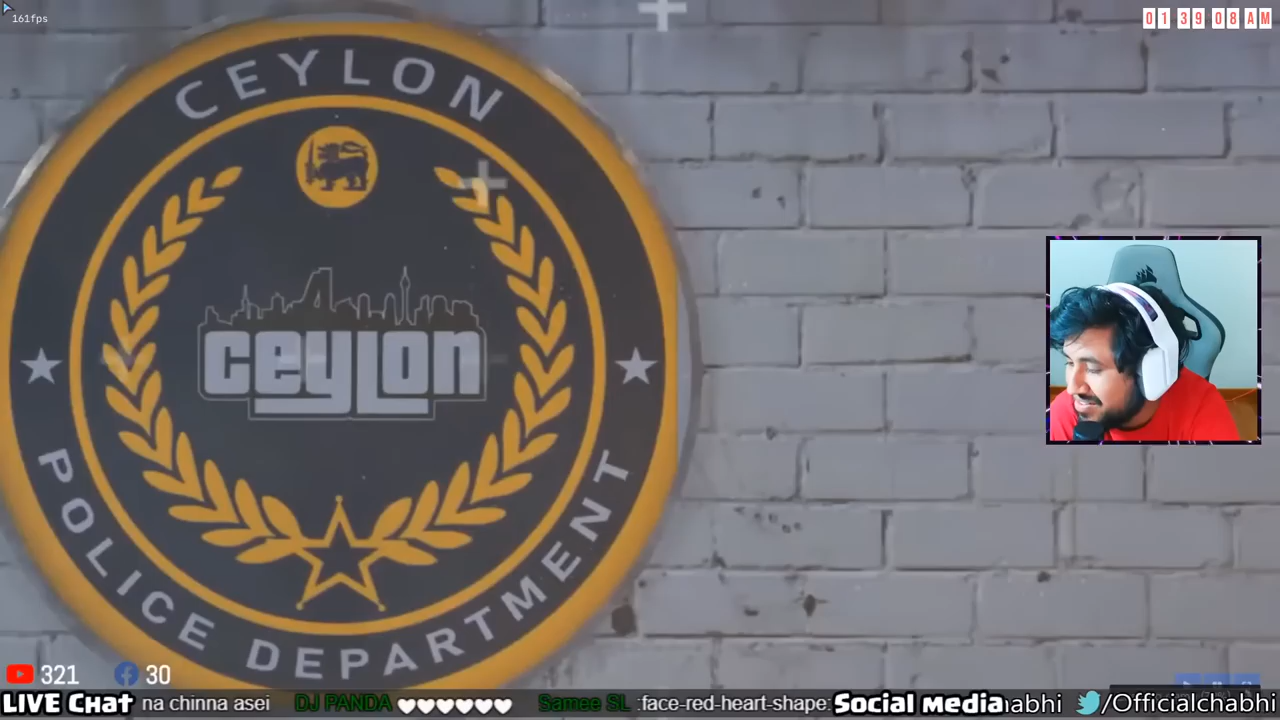 161fps
01 39 08 AM
CEYLON
ceylon
POLICE DEPARTMENT
321 30
LIVE Chat na chinna asei DJ PANDA ♥♥♥♥♥♥ Samee SL :face-red-heart-shape: Social Media habhi /Officialchabhi